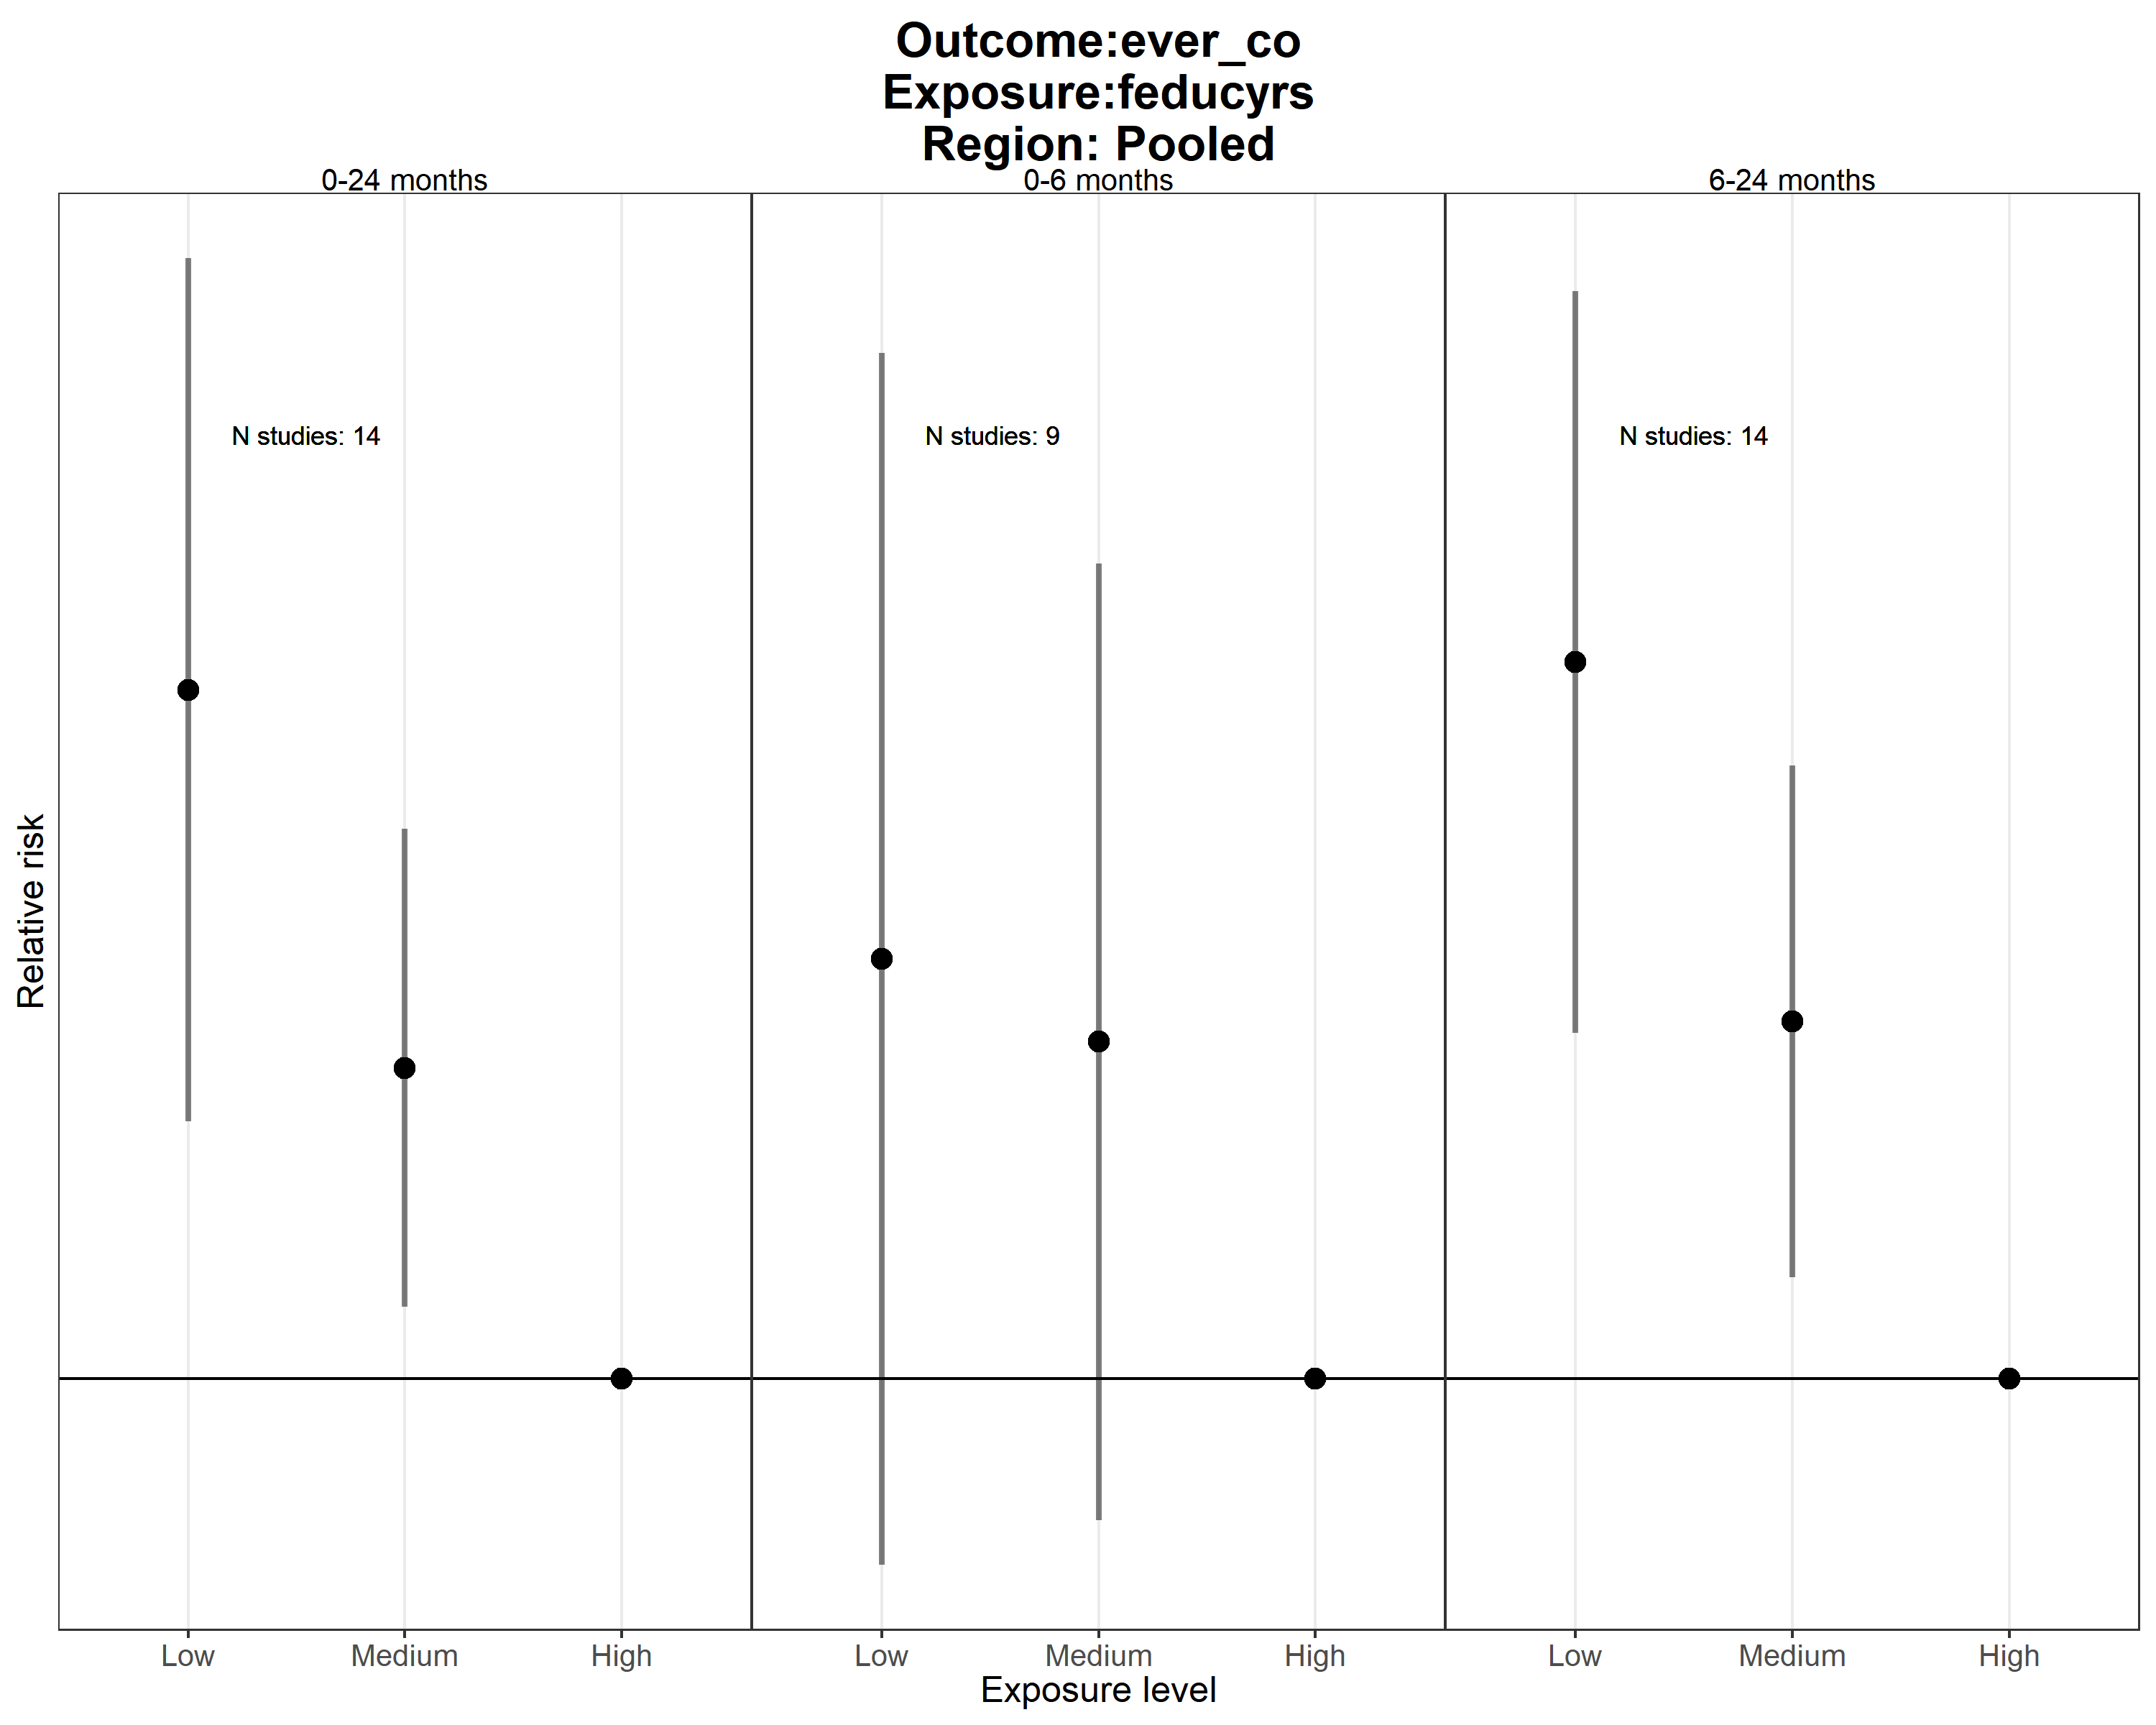 Outcome:ever_co
Exposure:feducyrs
Region: Pooled
0-24 months
0-6 months
6-24 months
N studies: 14
N studies: 9
N studies: 14
Relative risk
Low
Medium
High
Low
Medium
High
Low
Medium
High
Exposure level